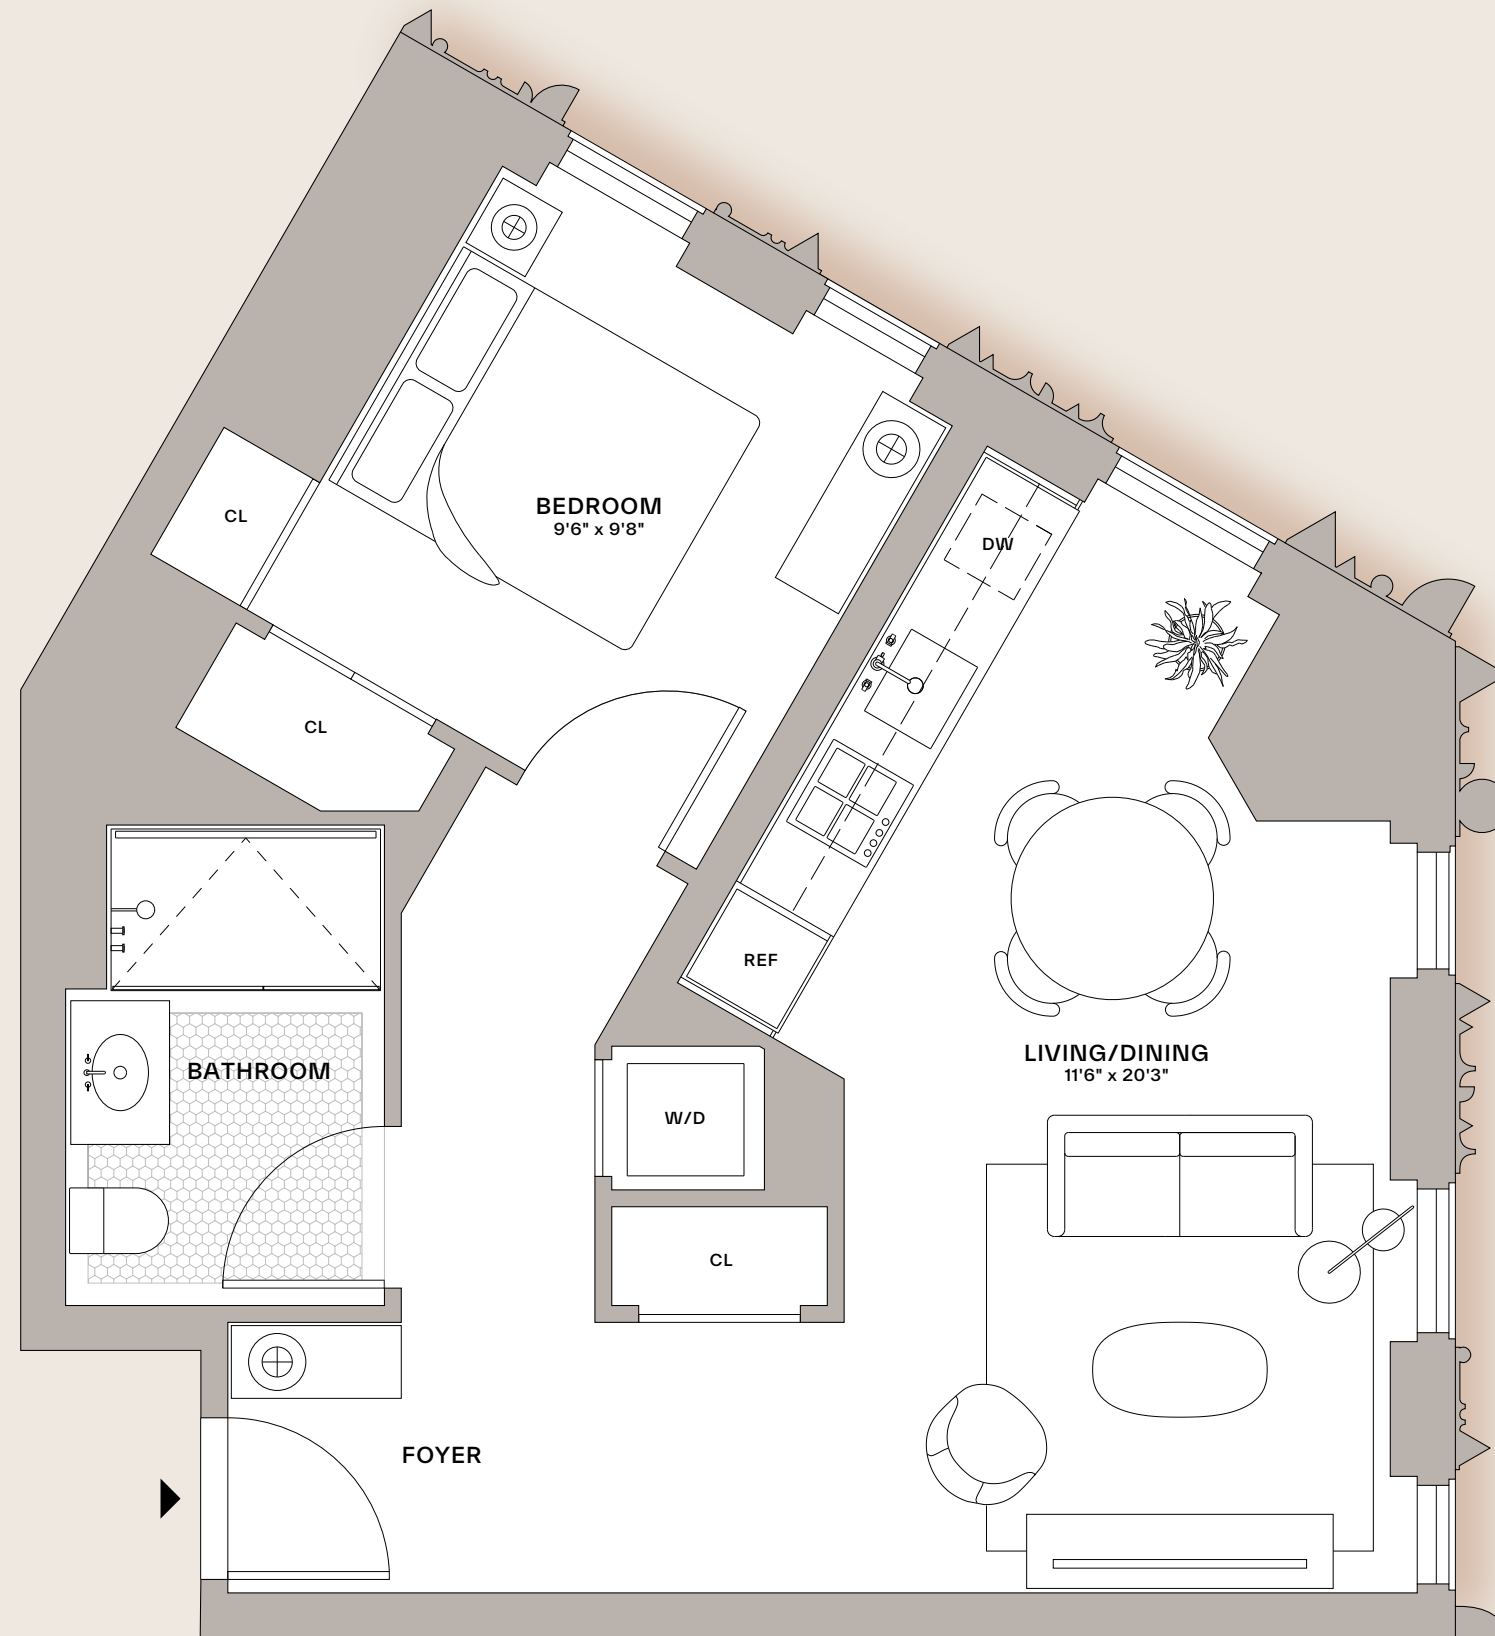 CL
BEDROOM
9'6" x 9'8"
DW
CL
REF
LIVING/DINING
11'6" x 20'3"
BATHROOM
W/D
CL
FOYER